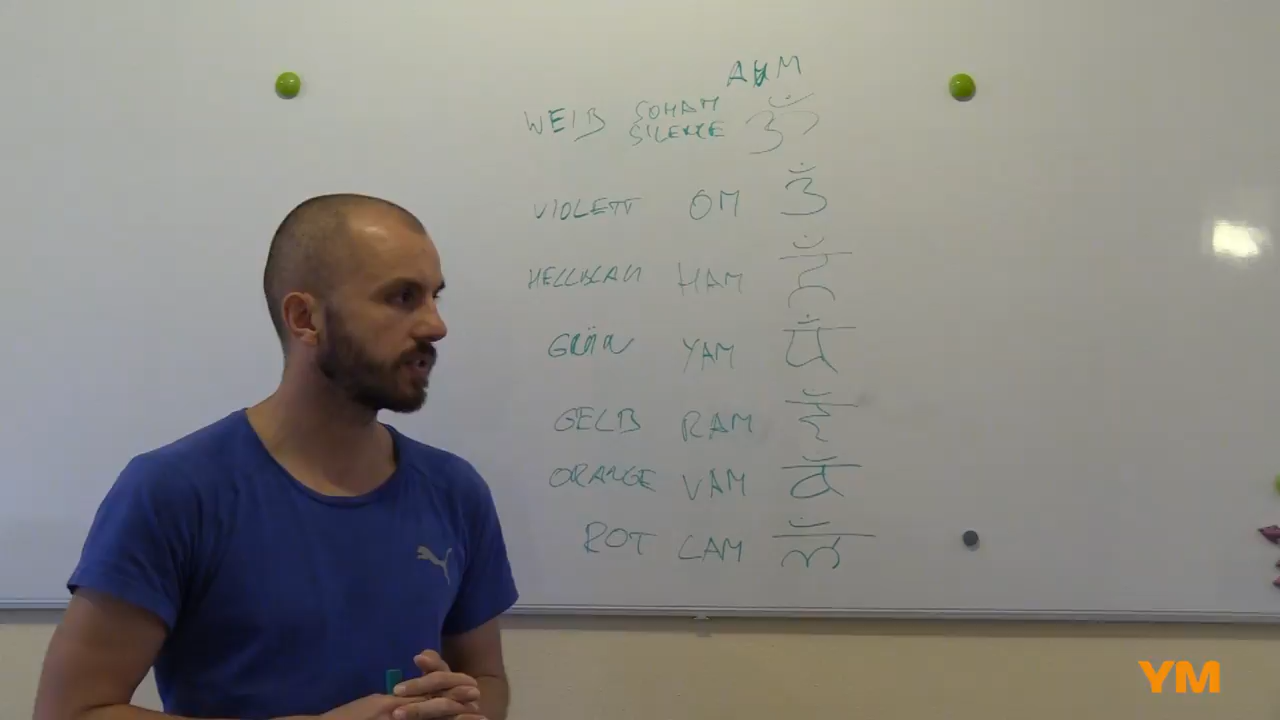 AUM
WEIß SOHAM ॐ
SILENCE
VIOLETT OM ॐ
HELLBLAU HAM हँ
GRÜN YAM यँ
GELB RAM रँ
ORANGE VAM वँ
ROT LAM लँ
YM